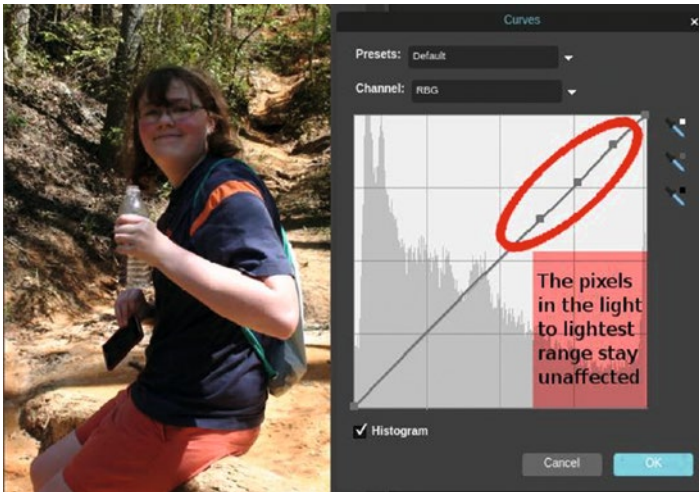 Curves
Presets: Default
Channel: RBG
The pixels
in the light
to lightest
range stay
unaffected
Histogram
Cancel OK